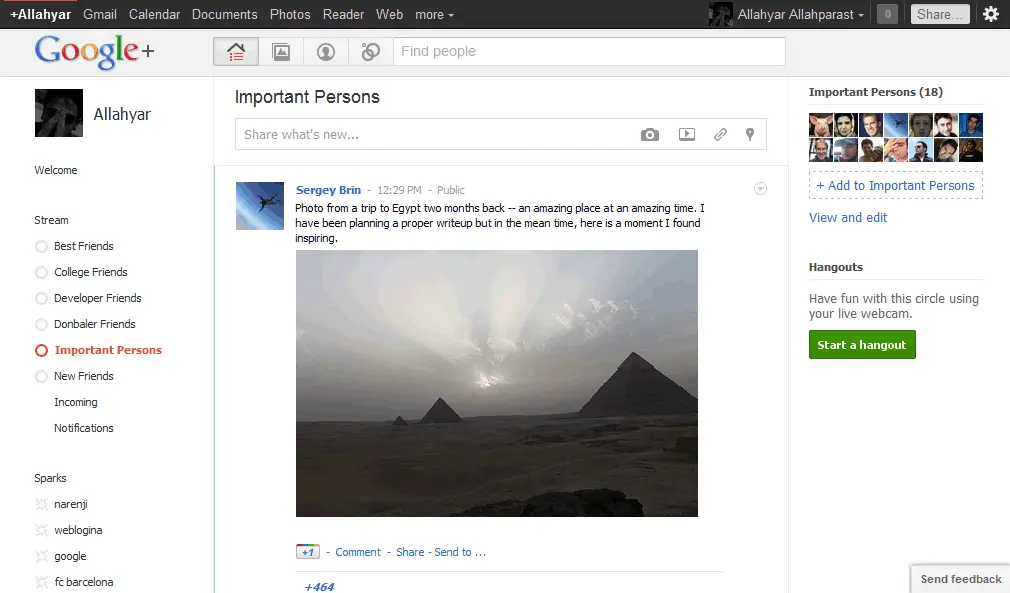 +Allahyar Gmail Calendar Documents Photos Reader Web more
Allahyar Allahparast 0 Share...
Google+
Find people
Allahyar
Welcome
Stream
Best Friends
College Friends
Developer Friends
Donbaler Friends
Important Persons
New Friends
Incoming
Notifications
Sparks
narenji
weblogina
google
fc barcelona
Important Persons
Share what's new...
Sergey Brin - 12:29 PM - Public
Photo from a trip to Egypt two months back -- an amazing place at an amazing time. I
have been planning a proper writeup but in the mean time, here is a moment I found
inspiring.
+1 - Comment - Share - Send to ...
+464
Important Persons (18)
+ Add to Important Persons
View and edit
Hangouts
Have fun with this circle using
your live webcam.
Start a hangout
Send feedback